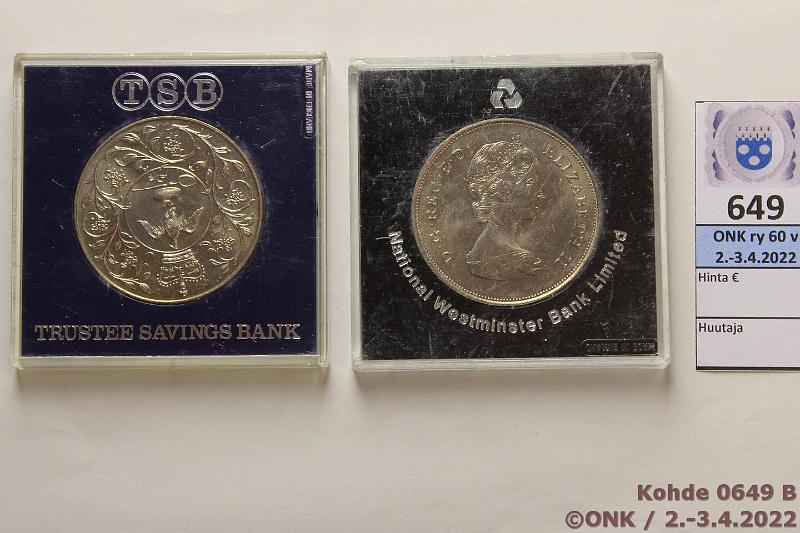 TSB
TRUSTEE SAVINGS BANK
D·G·REG·F·D·
ELIZABETH II
National Westminster Bank Limited
649
ONK ry 60 v
2.-3.4.2022
Hinta €
Huutaja
Kohde 0649 B
©ONK / 2.-3.4.2022